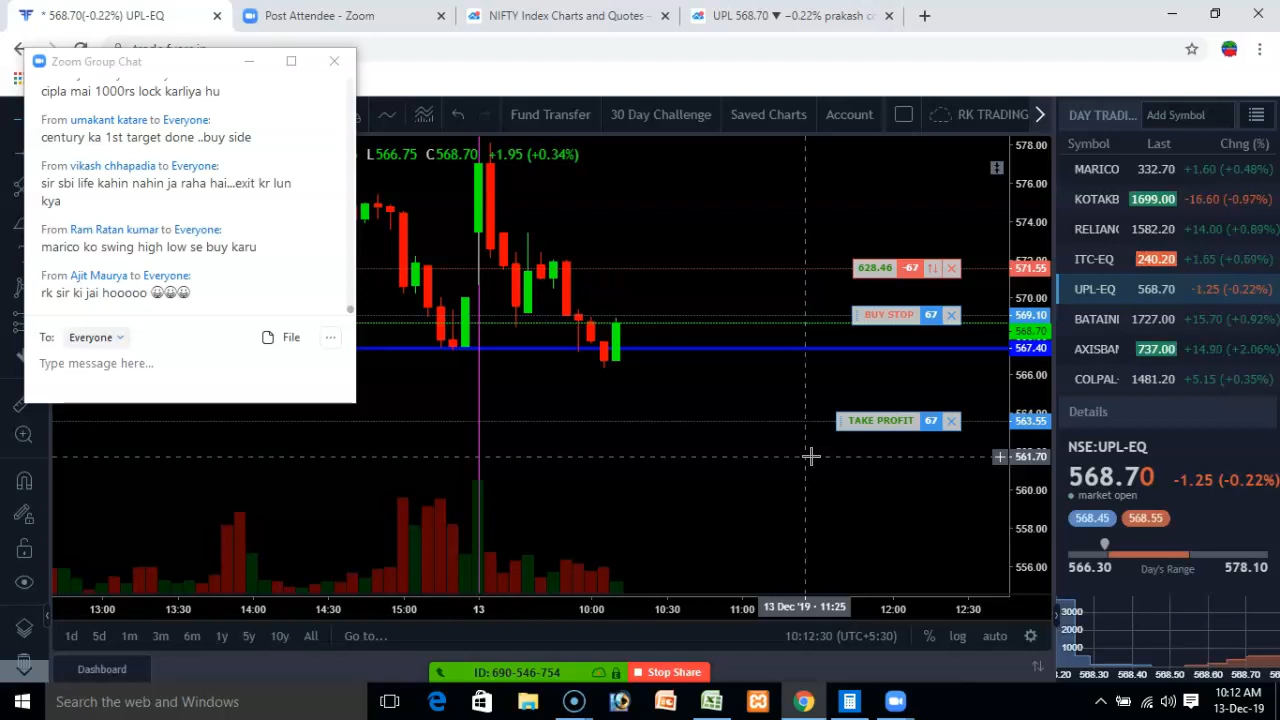 * 568.70(-0.22%) UPL-EQ
Post Attendee - Zoom
NIFTY Index Charts and Quotes –
UPL 568.70 ▼ −0.22% prakash co
Zoom Group Chat
cipla mai 1000rs lock karliya hu
From umakant katare to Everyone:
century ka 1st target done ..buy side
From vikash chhapadia to Everyone:
sir sbi life kahin nahin ja raha hai...exit kr lun
kya
From Ram Ratan kumar to Everyone:
marico ko swing high low se buy karu
From Ajit Maurya to Everyone:
rk sir ki jai hooooo 😀😀😀
To: Everyone
File
...
Type message here...
Fund Transfer
30 Day Challenge
Saved Charts
Account
RK TRADING
L566.75 C568.70 +1.95 (+0.34%)
578.00
576.00
574.00
570.00
566.00
560.00
558.00
556.00
628.46 -67
571.55
BUY STOP 67
569.10
568.70
567.40
TAKE PROFIT 67
563.55
561.70
13:00
13:30
14:00
14:30
15:00
13
10:00
10:30
11:00
13 Dec '19 - 11:25
12:00
12:30
1d 5d 1m 3m 6m 1y 5y 10y All Go to...
10:12:30 (UTC+5:30)
% log auto
Dashboard
ID: 690-546-754
Stop Share
DAY TRADI...
Add Symbol
Symbol Last Chng (%)
MARICO 332.70 +1.60 (+0.48%)
KOTAKB 1699.00 -16.60 (-0.97%)
RELIANC 1582.20 +14.00 (+0.89%)
ITC-EQ 240.20 +1.65 (+0.69%)
UPL-EQ 568.70 -1.25 (-0.22%)
BATAINI 1727.00 +15.70 (+0.92%)
AXISBAN 737.00 +14.90 (+2.06%)
COLPAL- 1481.20 +5.15 (+0.35%)
Details
NSE:UPL-EQ
568.70 -1.25 (-0.22%)
market open
568.45 568.55
566.30 Day's Range 578.10
3000
2000
1000
.20 566.30 567.40 568.
Search the web and Windows
10:12 AM
13-Dec-19